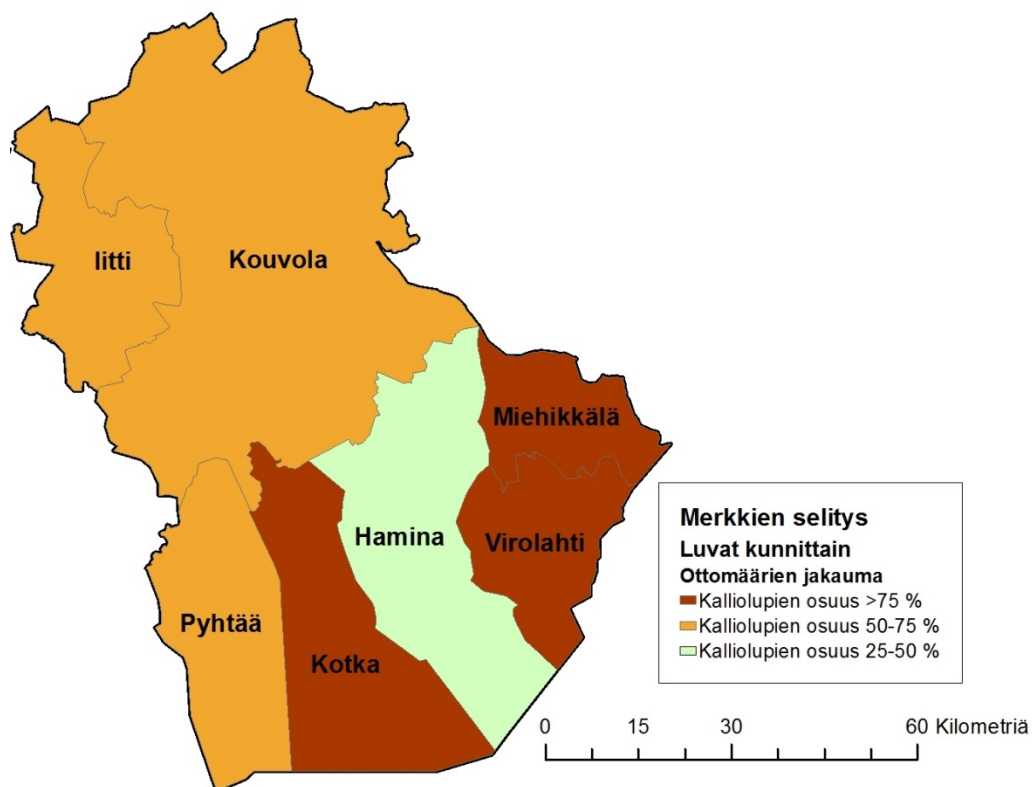 Iitti
Kouvola
Miehikkälä
Hamina
Virolahti
Pyhtää
Kotka
Merkkien selitys
Luvat kunnittain
Ottomäärien jakauma
Kalliolupien osuus >75 %
Kalliolupien osuus 50-75 %
Kalliolupien osuus 25-50 %
0 15 30 60 Kilometriä